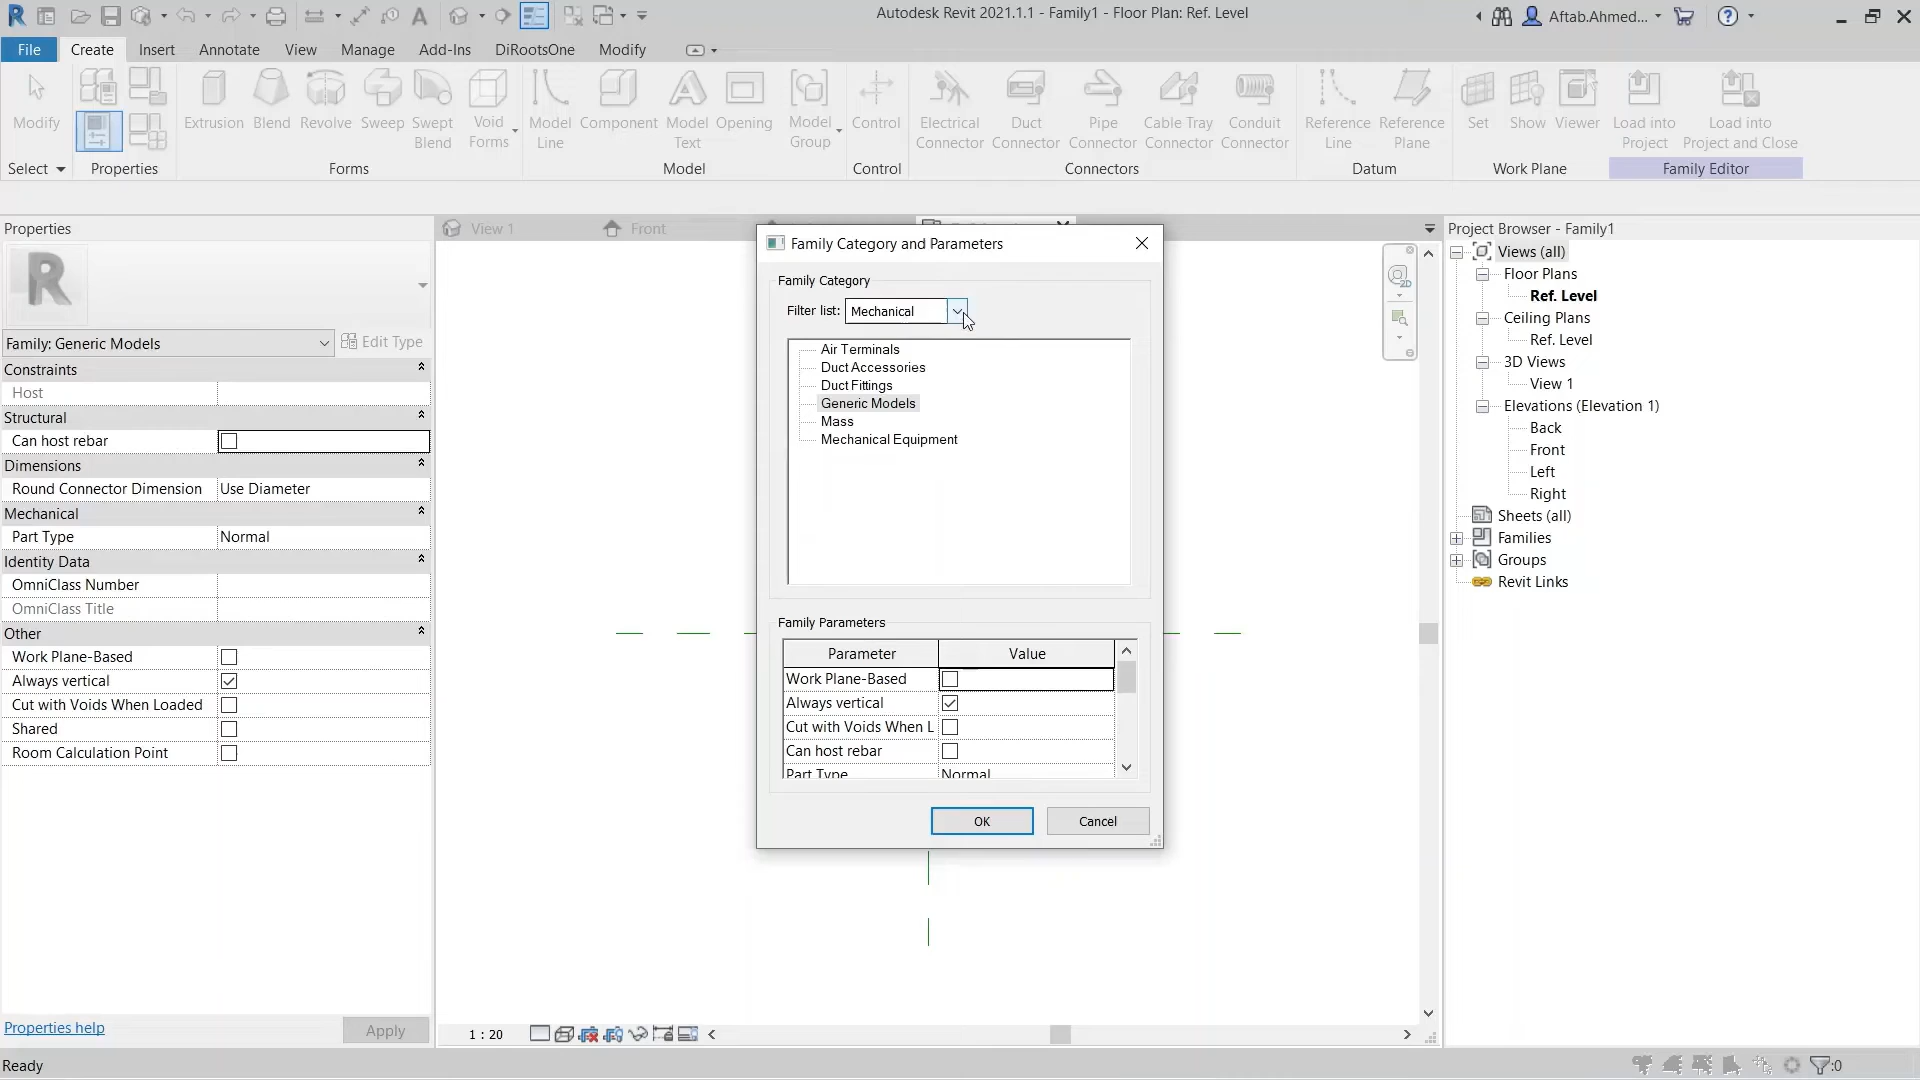 Autodesk Revit 2021.1.1 - Family1 - Floor Plan: Ref. Level
Aftab.Ahmed...
File
Create
Insert
Annotate
View
Manage
Add-Ins
DiRootsOne
Modify
Modify
Extrusion
Blend
Revolve
Sweep
Swept
Blend
Void
Forms
Model
Line
Component
Model
Text
Opening
Model
Group
Control
Electrical
Connector
Duct
Connector
Pipe
Connector
Cable Tray
Connector
Conduit
Connector
Reference
Line
Reference
Plane
Set
Show
Viewer
Load into
Project
Load into
Project and Close
Select
Properties
Forms
Model
Control
Connectors
Datum
Work Plane
Family Editor
Properties
Family: Generic Models
Edit Type
Constraints
Host
Structural
Can host rebar
Dimensions
Round Connector Dimension Use Diameter
Mechanical
Part Type Normal
Identity Data
OmniClass Number
OmniClass Title
Other
Work Plane-Based
Always vertical
Cut with Voids When Loaded
Shared
Room Calculation Point
Properties help
Apply
Ready
View 1
Front
Family Category and Parameters
Family Category
Filter list: Mechanical
Air Terminals
Duct Accessories
Duct Fittings
Generic Models
Mass
Mechanical Equipment
Family Parameters
Parameter Value
Work Plane-Based
Always vertical
Cut with Voids When L
Can host rebar
Part Type Normal
OK
Cancel
2D
1 : 20
Project Browser - Family1
Views (all)
Floor Plans
Ref. Level
Ceiling Plans
Ref. Level
3D Views
View 1
Elevations (Elevation 1)
Back
Front
Left
Right
Sheets (all)
Families
Groups
Revit Links
:0